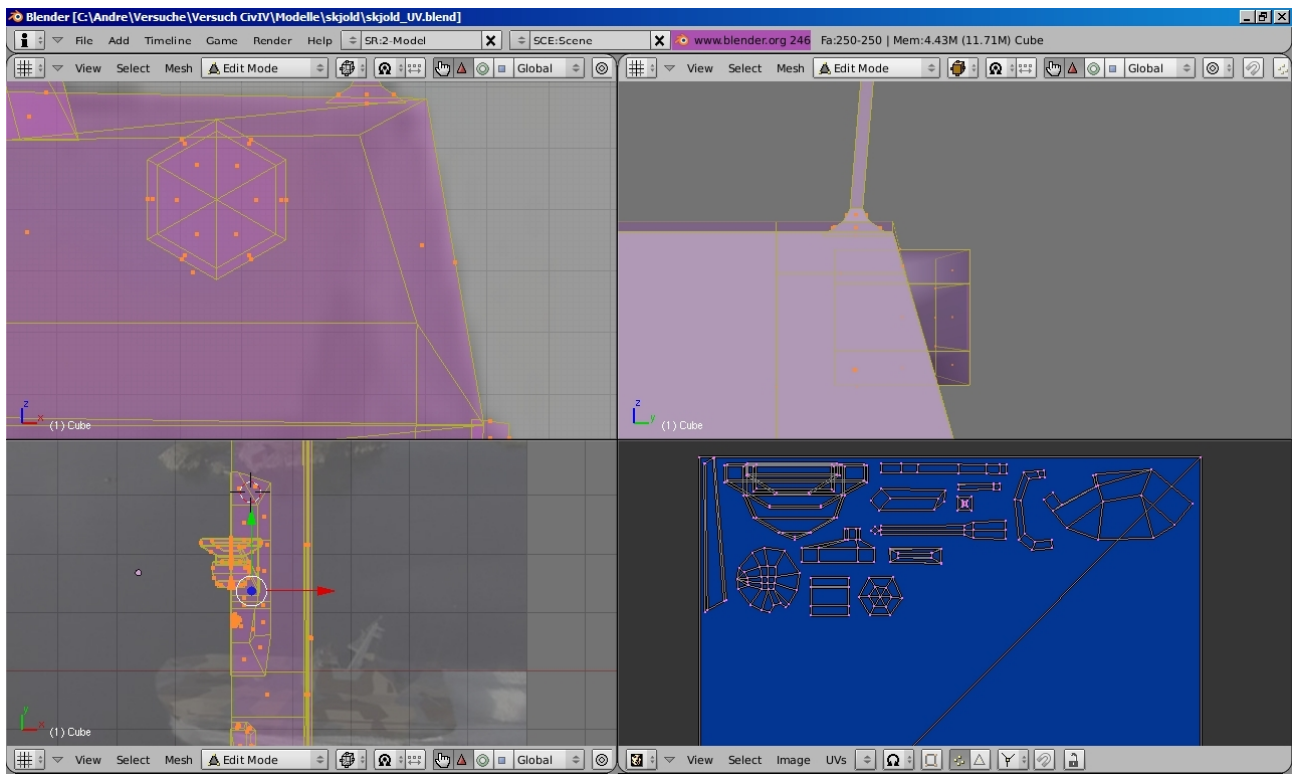 Blender [C:\Andre\Versuche\Versuch CivIV\Modelle\skjold\skjold_UV.blend]
File Add Timeline Game Render Help SR:2-Model X SCE:Scene X www.blender.org 246 Fa:250-250 | Mem:4.43M (11.71M) Cube
View Select Mesh Edit Mode Global View Select Mesh Edit Mode Global
z x (1) Cube
z y (1) Cube
y x (1) Cube
View Select Mesh Edit Mode Global View Select Image UVs